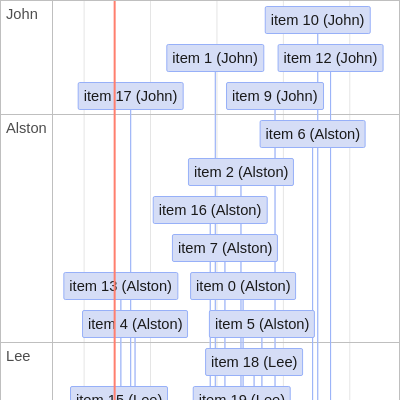 John
item 10 (John)
item 1 (John)
item 12 (John)
item 17 (John)
item 9 (John)
Alston
item 6 (Alston)
item 2 (Alston)
item 16 (Alston)
item 7 (Alston)
item 13 (Alston)
item 0 (Alston)
item 4 (Alston)
item 5 (Alston)
Lee
item 18 (Lee)
item 15 (Lee)
item 19 (Lee)